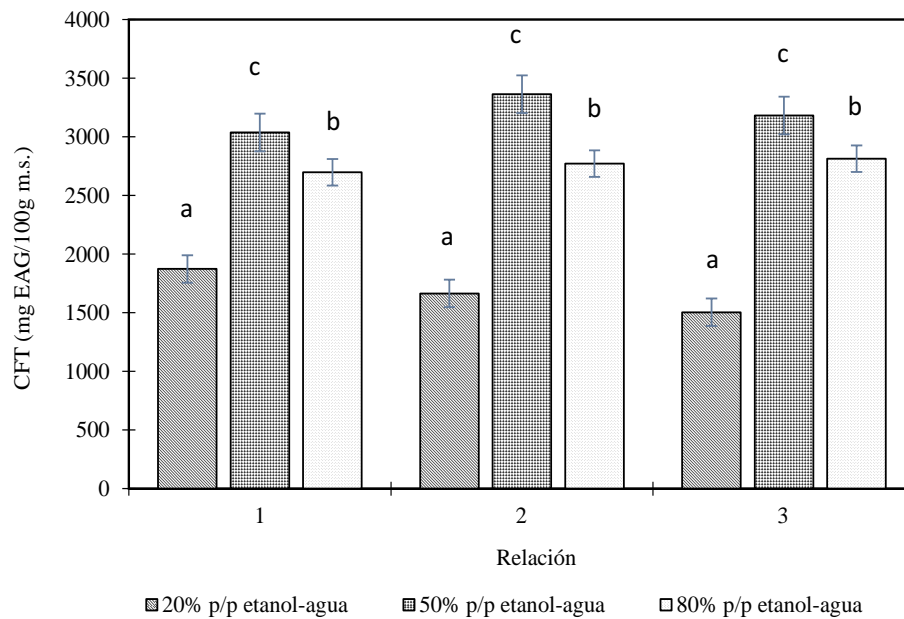 4000
3500
3000
2500
2000
1500
1000
500
0
CFT (mg EAG/100g m.s.)
a
c
b
a
c
b
a
c
b
1
2
3
Relación
20% p/p etanol-agua
50% p/p etanol-agua
80% p/p etanol-agua